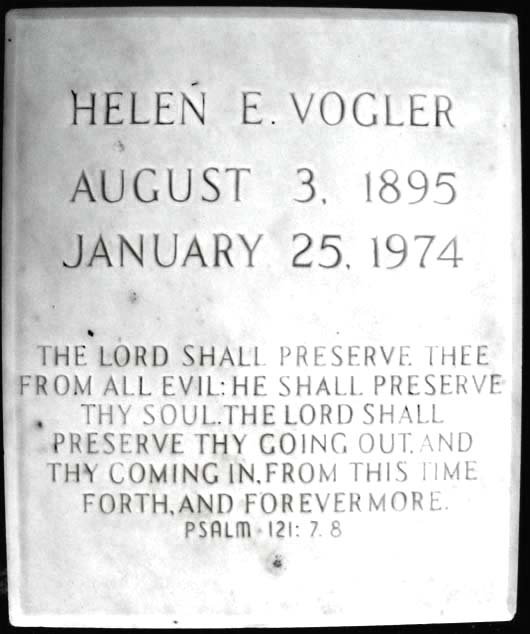 HELEN E. VOGLER
AUGUST 3, 1895
JANUARY 25, 1974
THE LORD SHALL PRESERVE THEE
FROM ALL EVIL: HE SHALL PRESERVE
THY SOUL. THE LORD SHALL
PRESERVE THY GOING OUT, AND
THY COMING IN, FROM THIS TIME
FORTH, AND FOREVERMORE.
PSALM · 121: 7. 8